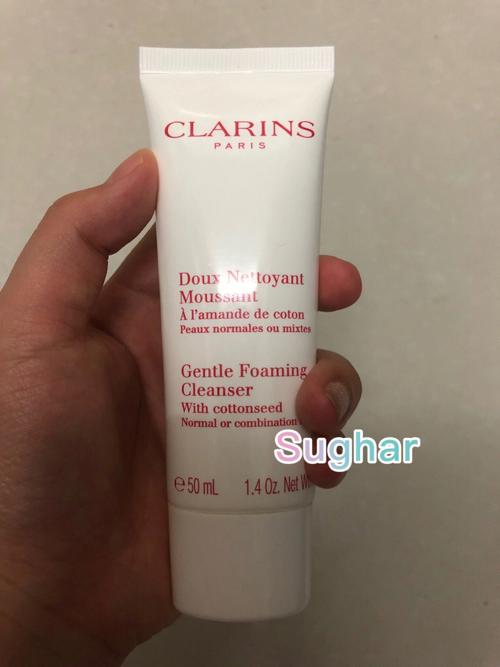 CLARINS
PARIS
Doux Nettoyant
Moussant
À l'amande de coton
Peaux normales ou mixtes
Gentle Foaming
Cleanser
With cottonseed
Normal or combination
Sughar
℮ 50 mL 1.4 Oz. Net